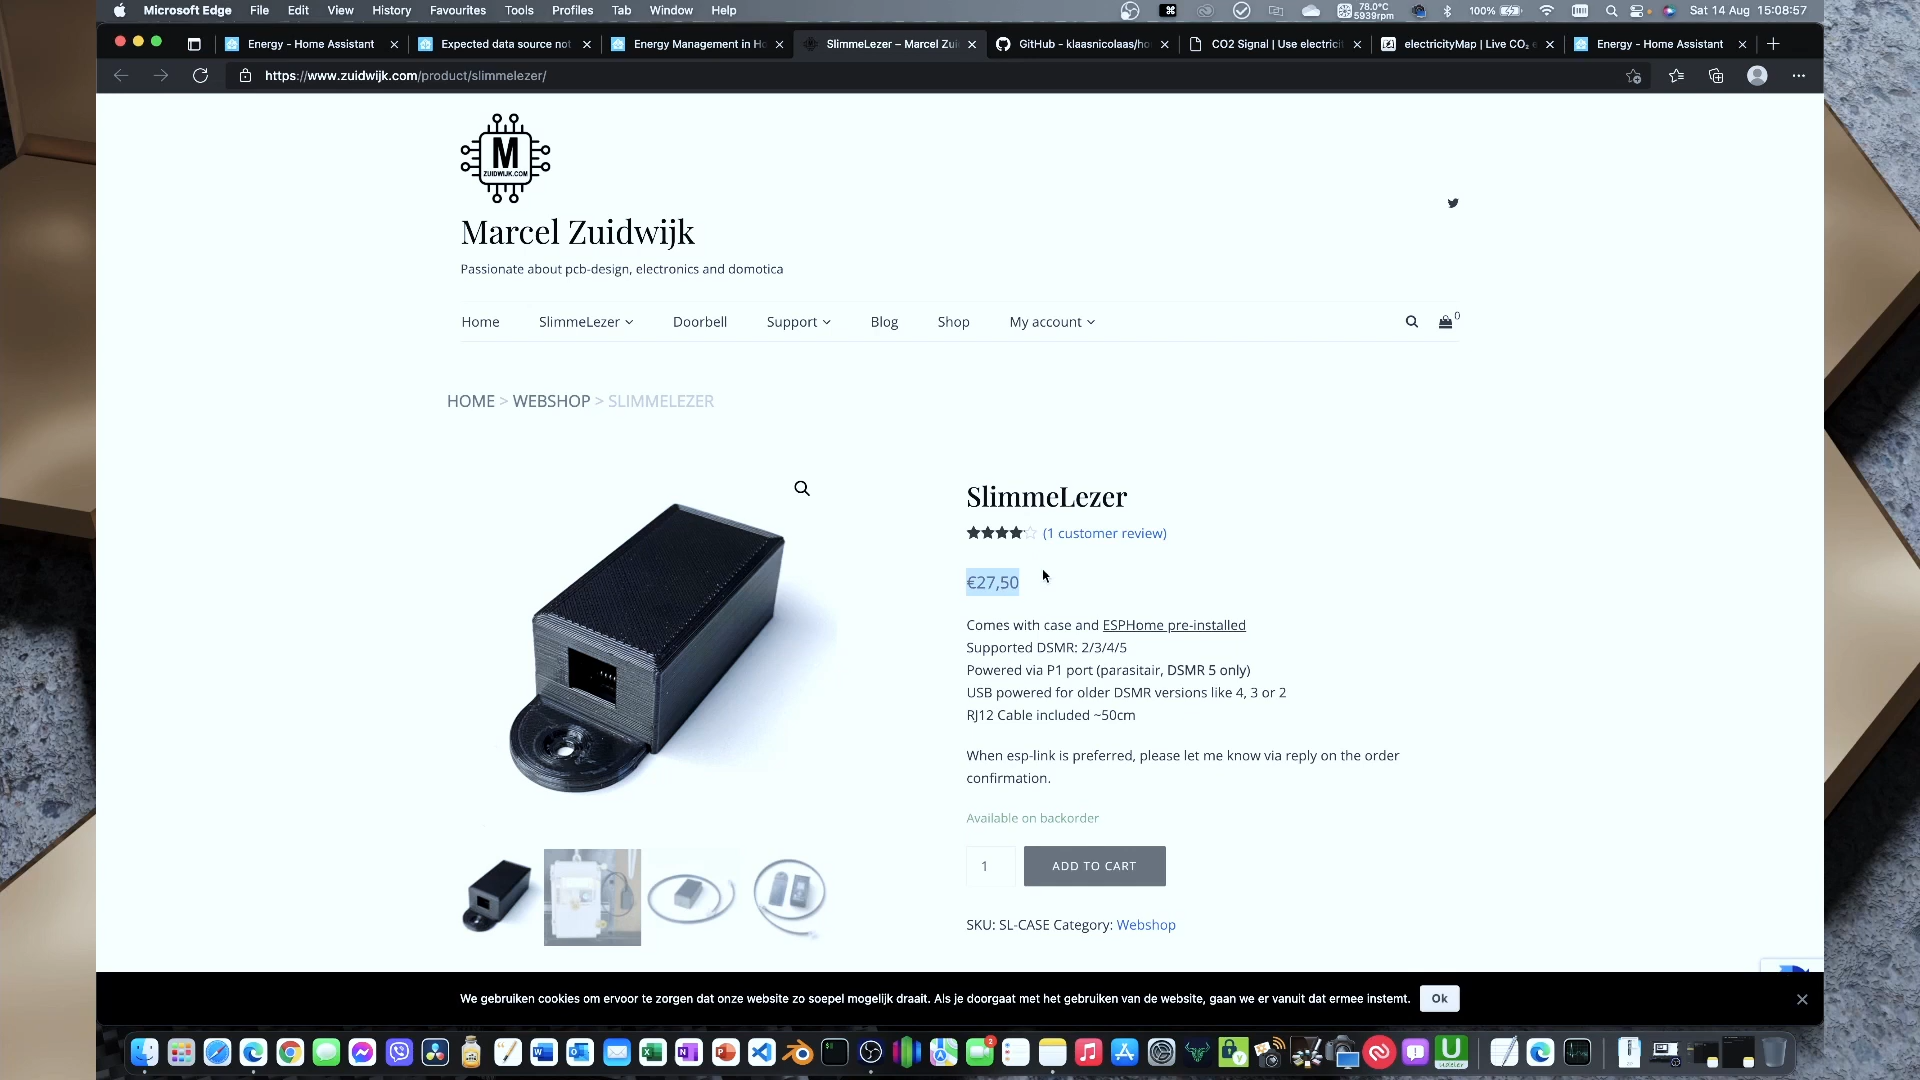 Microsoft Edge File Edit View History Favourites Tools Profiles Tab Window Help
78.0°C
5939rpm
100%
Sat 14 Aug 15:08:57
Energy - Home Assistant
Expected data source not
Energy Management in Ho
SlimmeLezer – Marcel Zui
GitHub - klaasnicolaas/ho
CO2 Signal | Use electricit
electricityMap | Live CO₂ e
Energy - Home Assistant
https://www.zuidwijk.com/product/slimmelezer/
M
ZUIDWIJK.COM
Marcel Zuidwijk
Passionate about pcb-design, electronics and domotica
Home SlimmeLezer Doorbell Support Blog Shop My account
0
HOME > WEBSHOP > SLIMMELEZER
SlimmeLezer
(1 customer review)
€27,50
Comes with case and ESPHome pre-installed
Supported DSMR: 2/3/4/5
Powered via P1 port (parasitair, DSMR 5 only)
USB powered for older DSMR versions like 4, 3 or 2
RJ12 Cable included ~50cm
When esp-link is preferred, please let me know via reply on the order
confirmation.
Available on backorder
1
ADD TO CART
SKU: SL-CASE Category: Webshop
We gebruiken cookies om ervoor te zorgen dat onze website zo soepel mogelijk draait. Als je doorgaat met het gebruiken van de website, gaan we er vanuit dat ermee instemt.
Ok
2